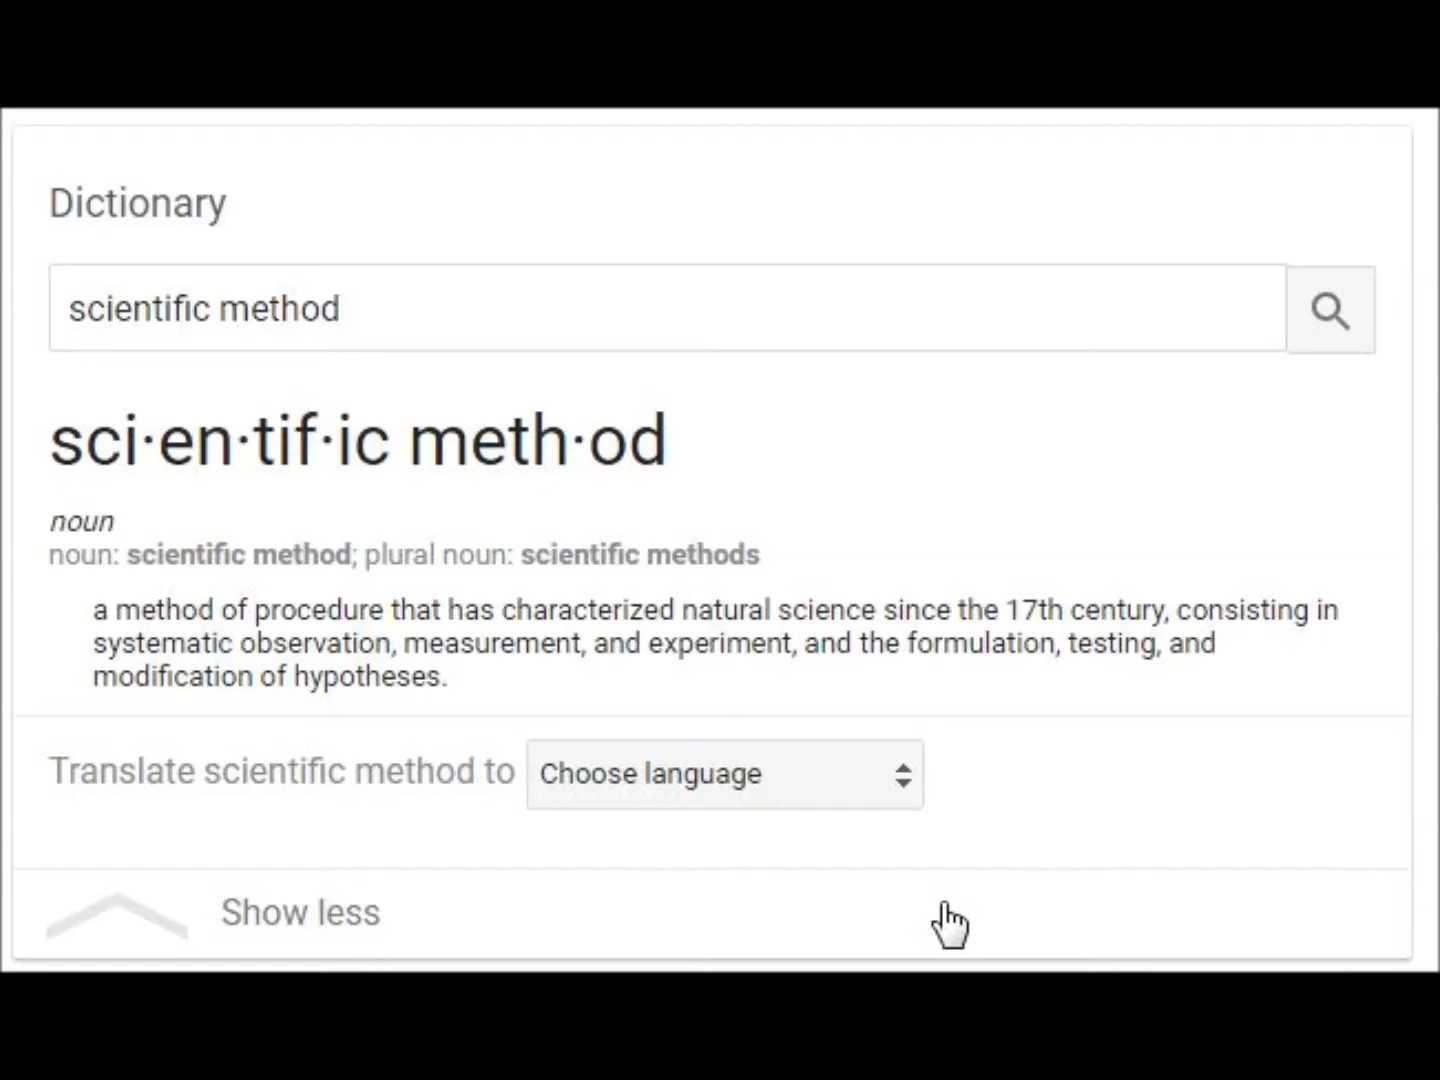 Dictionary
scientific method
sci·en·tif·ic meth·od
noun
noun: scientific method; plural noun: scientific methods
a method of procedure that has characterized natural science since the 17th century, consisting in
systematic observation, measurement, and experiment, and the formulation, testing, and
modification of hypotheses.
Translate scientific method to Choose language
Show less